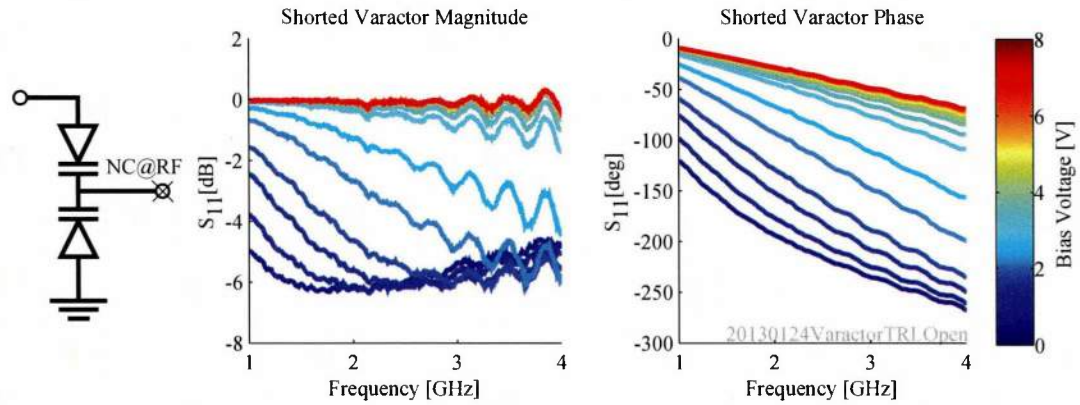 NC@RF
Shorted Varactor Magnitude
S11[dB]
2
0
-2
-4
-6
-8
1
2
3
4
Frequency [GHz]
Shorted Varactor Phase
S11[deg]
0
-50
-100
-150
-200
-250
-300
20130124VaractorTRLOpen
1
2
3
4
Frequency [GHz]
8
6
4
2
0
Bias Voltage [V]